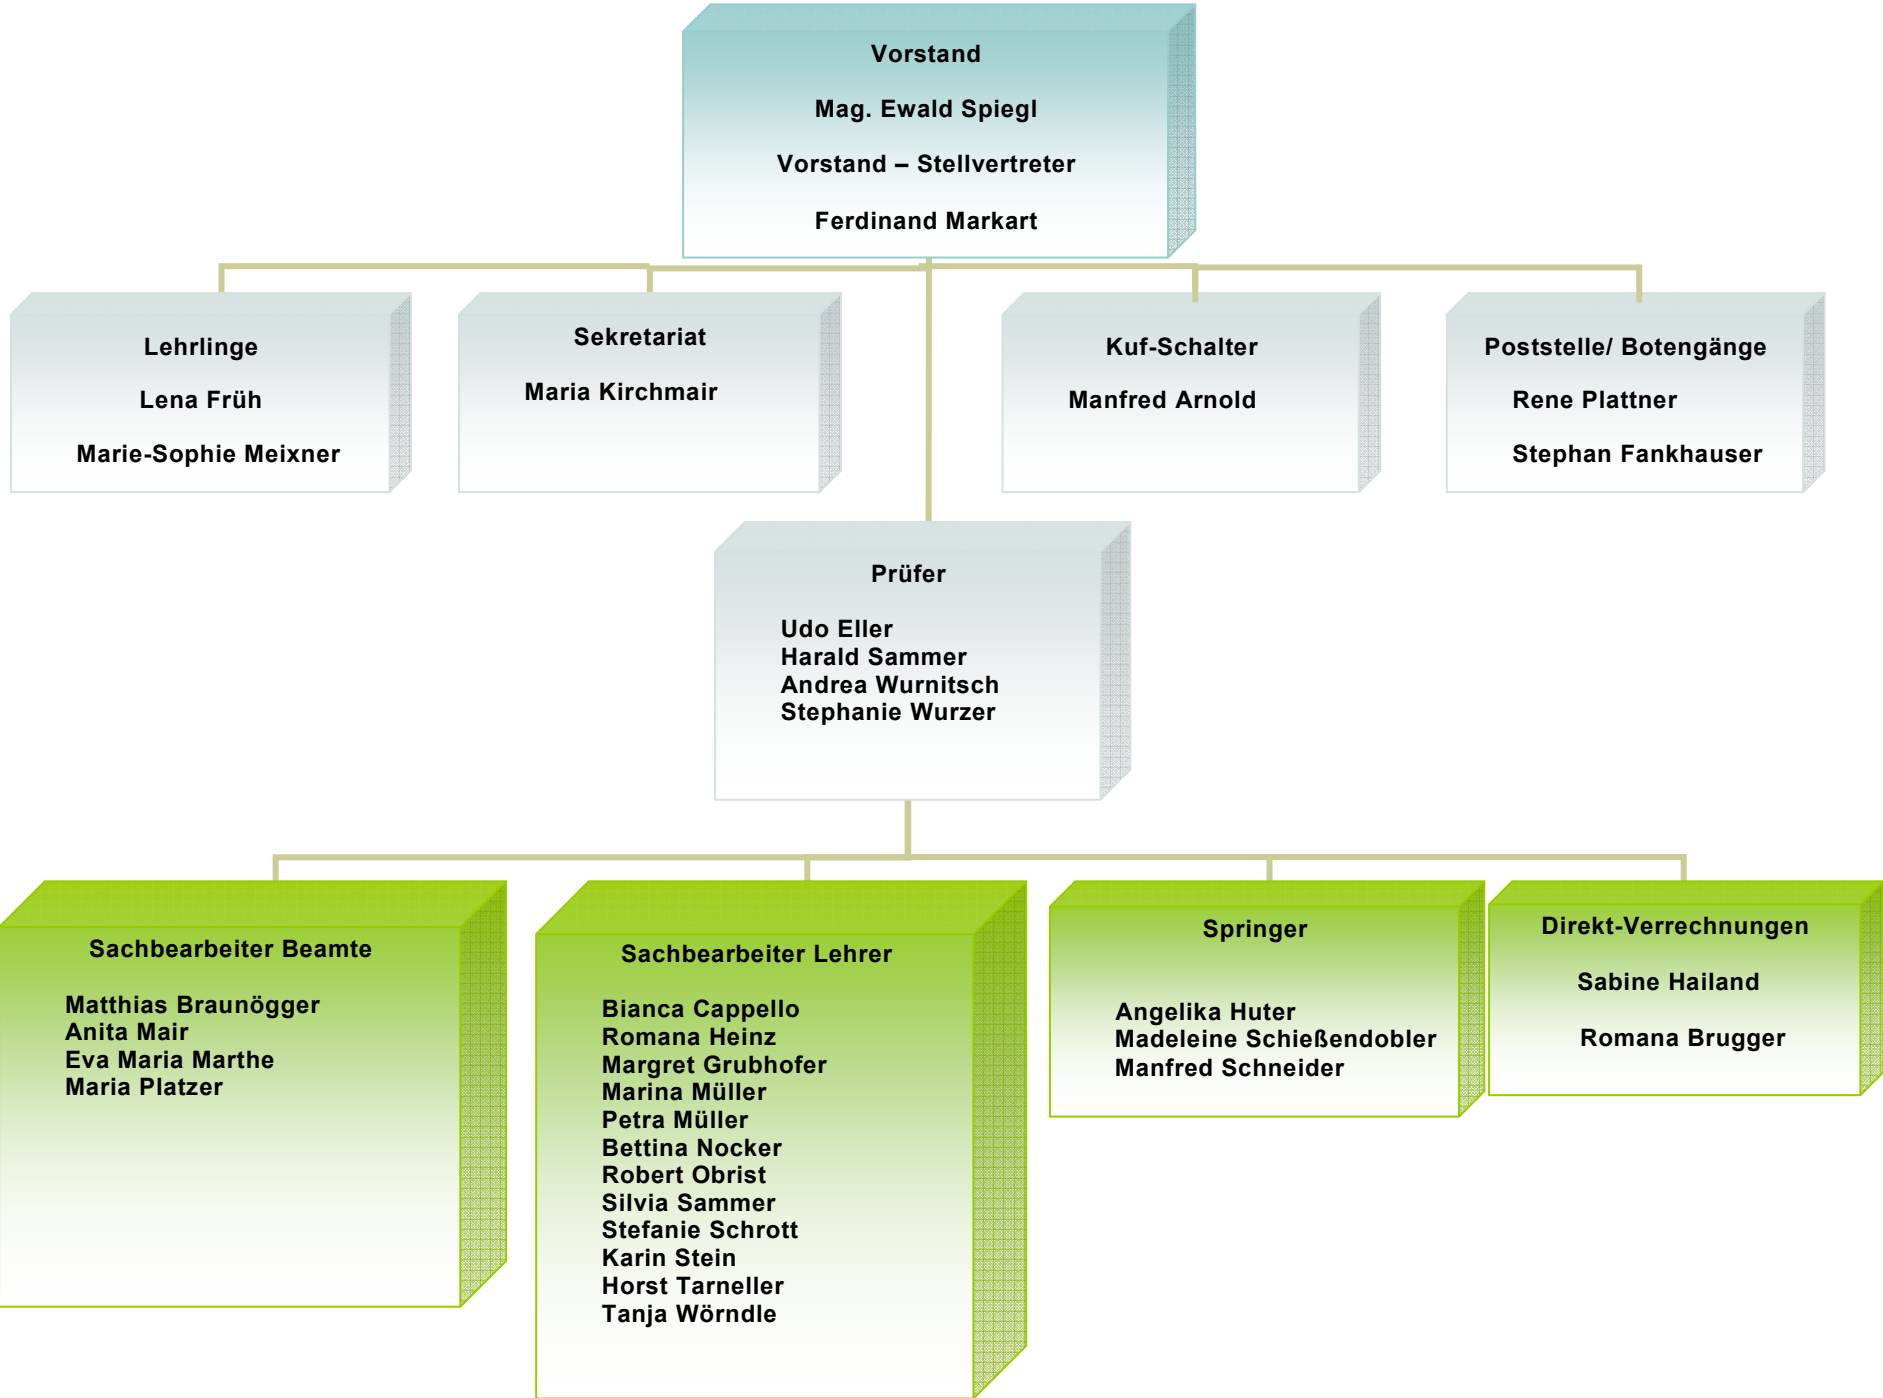 Vorstand
Mag. Ewald Spiegl
Vorstand – Stellvertreter
Ferdinand Markart
Lehrlinge
Lena Früh
Marie-Sophie Meixner
Sekretariat
Maria Kirchmair
Kuf-Schalter
Manfred Arnold
Poststelle/ Botengänge
Rene Plattner
Stephan Fankhauser
Prüfer
Udo Eller
Harald Sammer
Andrea Wurnitsch
Stephanie Wurzer
Sachbearbeiter Beamte
Matthias Braunögger
Anita Mair
Eva Maria Marthe
Maria Platzer
Sachbearbeiter Lehrer
Bianca Cappello
Romana Heinz
Margret Grubhofer
Marina Müller
Petra Müller
Bettina Nocker
Robert Obrist
Silvia Sammer
Stefanie Schrott
Karin Stein
Horst Tarneller
Tanja Wörndle
Springer
Angelika Huter
Madeleine Schießendobler
Manfred Schneider
Direkt-Verrechnungen
Sabine Hailand
Romana Brugger